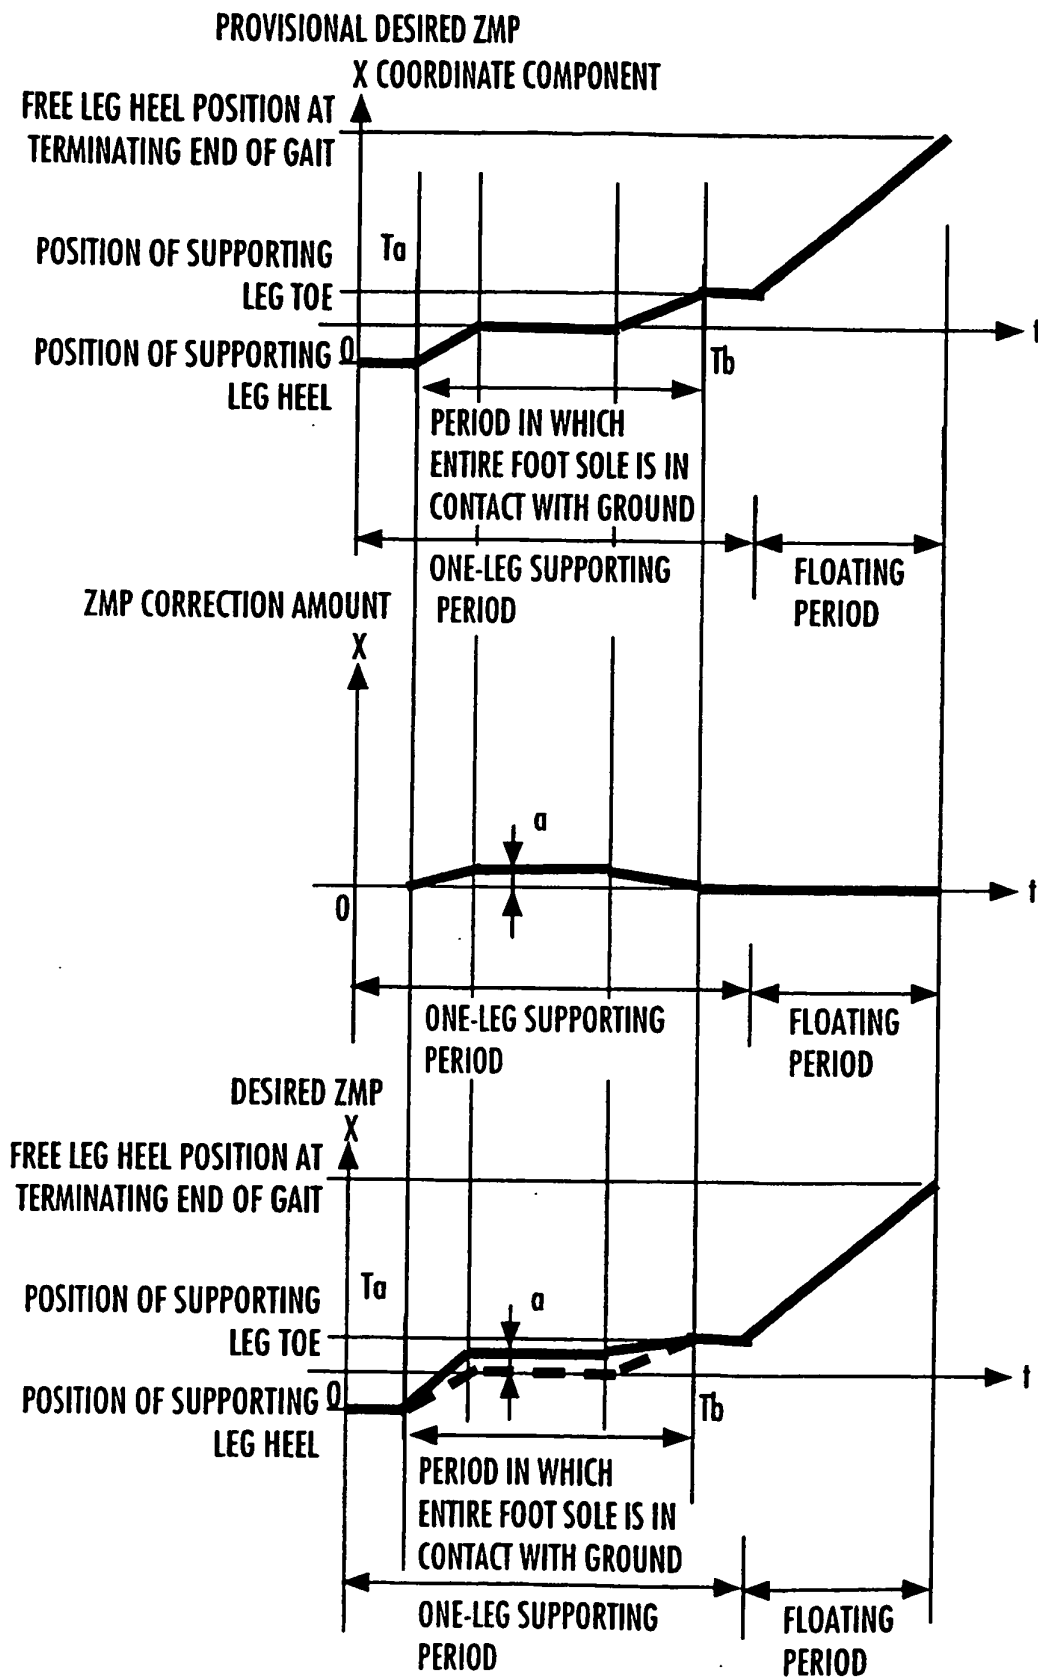 PROVISIONAL DESIRED ZMP
X COORDINATE COMPONENT
FREE LEG HEEL POSITION AT
TERMINATING END OF GAIT
Ta
POSITION OF SUPPORTING
LEG TOE
0
t
POSITION OF SUPPORTING
LEG HEEL
Tb
PERIOD IN WHICH
ENTIRE FOOT SOLE IS IN
CONTACT WITH GROUND
ONE-LEG SUPPORTING
PERIOD
FLOATING
PERIOD
ZMP CORRECTION AMOUNT
X
a
0
t
ONE-LEG SUPPORTING
PERIOD
FLOATING
PERIOD
DESIRED ZMP
X
FREE LEG HEEL POSITION AT
TERMINATING END OF GAIT
Ta
a
POSITION OF SUPPORTING
LEG TOE
0
t
POSITION OF SUPPORTING
LEG HEEL
Tb
PERIOD IN WHICH
ENTIRE FOOT SOLE IS IN
CONTACT WITH GROUND
ONE-LEG SUPPORTING
PERIOD
FLOATING
PERIOD